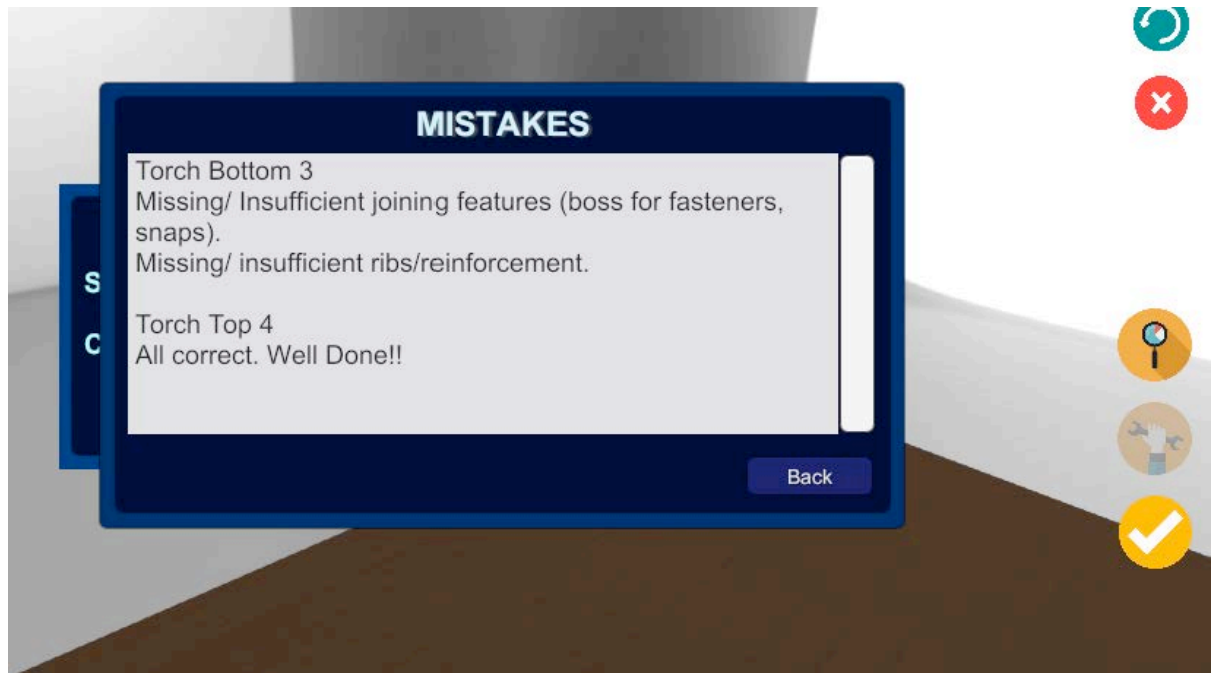 MISTAKES
Torch Bottom 3
Missing/ Insufficient joining features (boss for fasteners,
snaps).
Missing/ insufficient ribs/reinforcement.
S
Torch Top 4
C
All correct. Well Done!!
Back